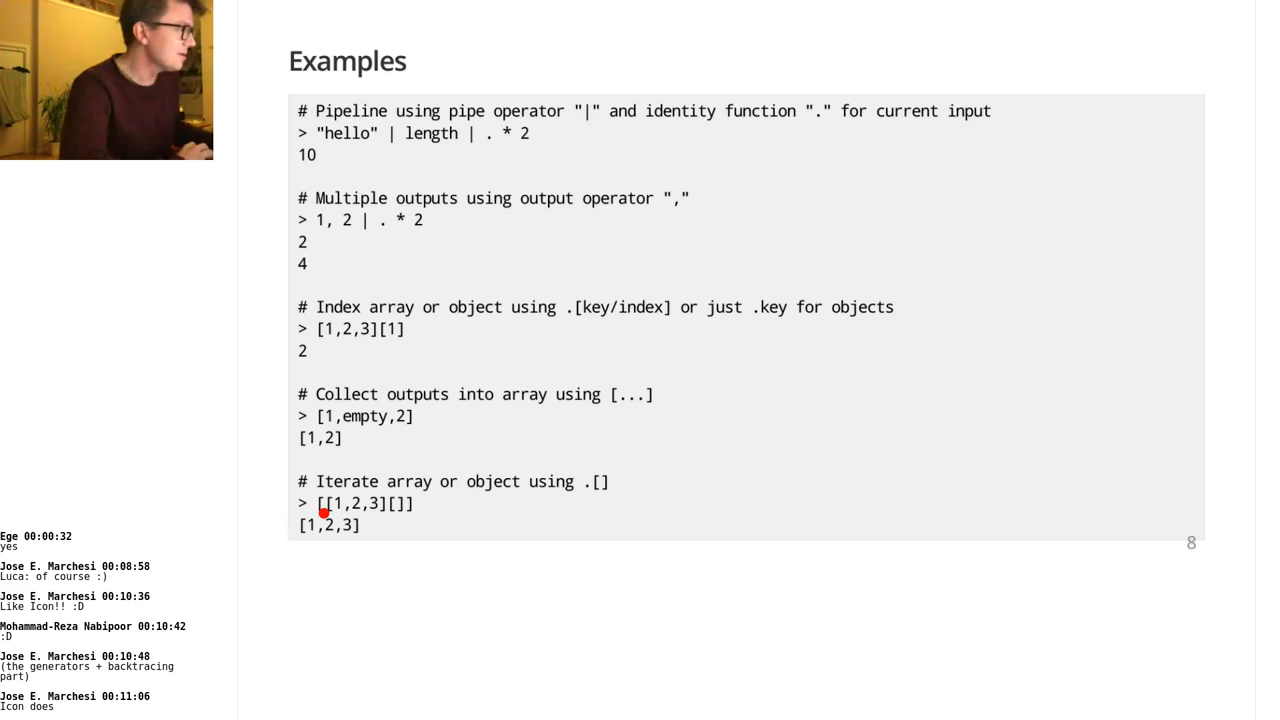 Examples
# Pipeline using pipe operator "|" and identity function "." for current input
> "hello" | length | . * 2
10
# Multiple outputs using output operator ","
> 1, 2 | . * 2
2
4
# Index array or object using .[key/index] or just .key for objects
> [1,2,3][1]
2
# Collect outputs into array using [...]
> [1,empty,2]
[1,2]
# Iterate array or object using .[]
> [[1,2,3][]]
[1,2,3]
8
Ege 00:00:32
yes
Jose E. Marchesi 00:08:58
Luca: of course :)
Jose E. Marchesi 00:10:36
Like Icon!! :D
Mohammad-Reza Nabipoor 00:10:42
:D
Jose E. Marchesi 00:10:48
(the generators + backtracing
part)
Jose E. Marchesi 00:11:06
Icon does